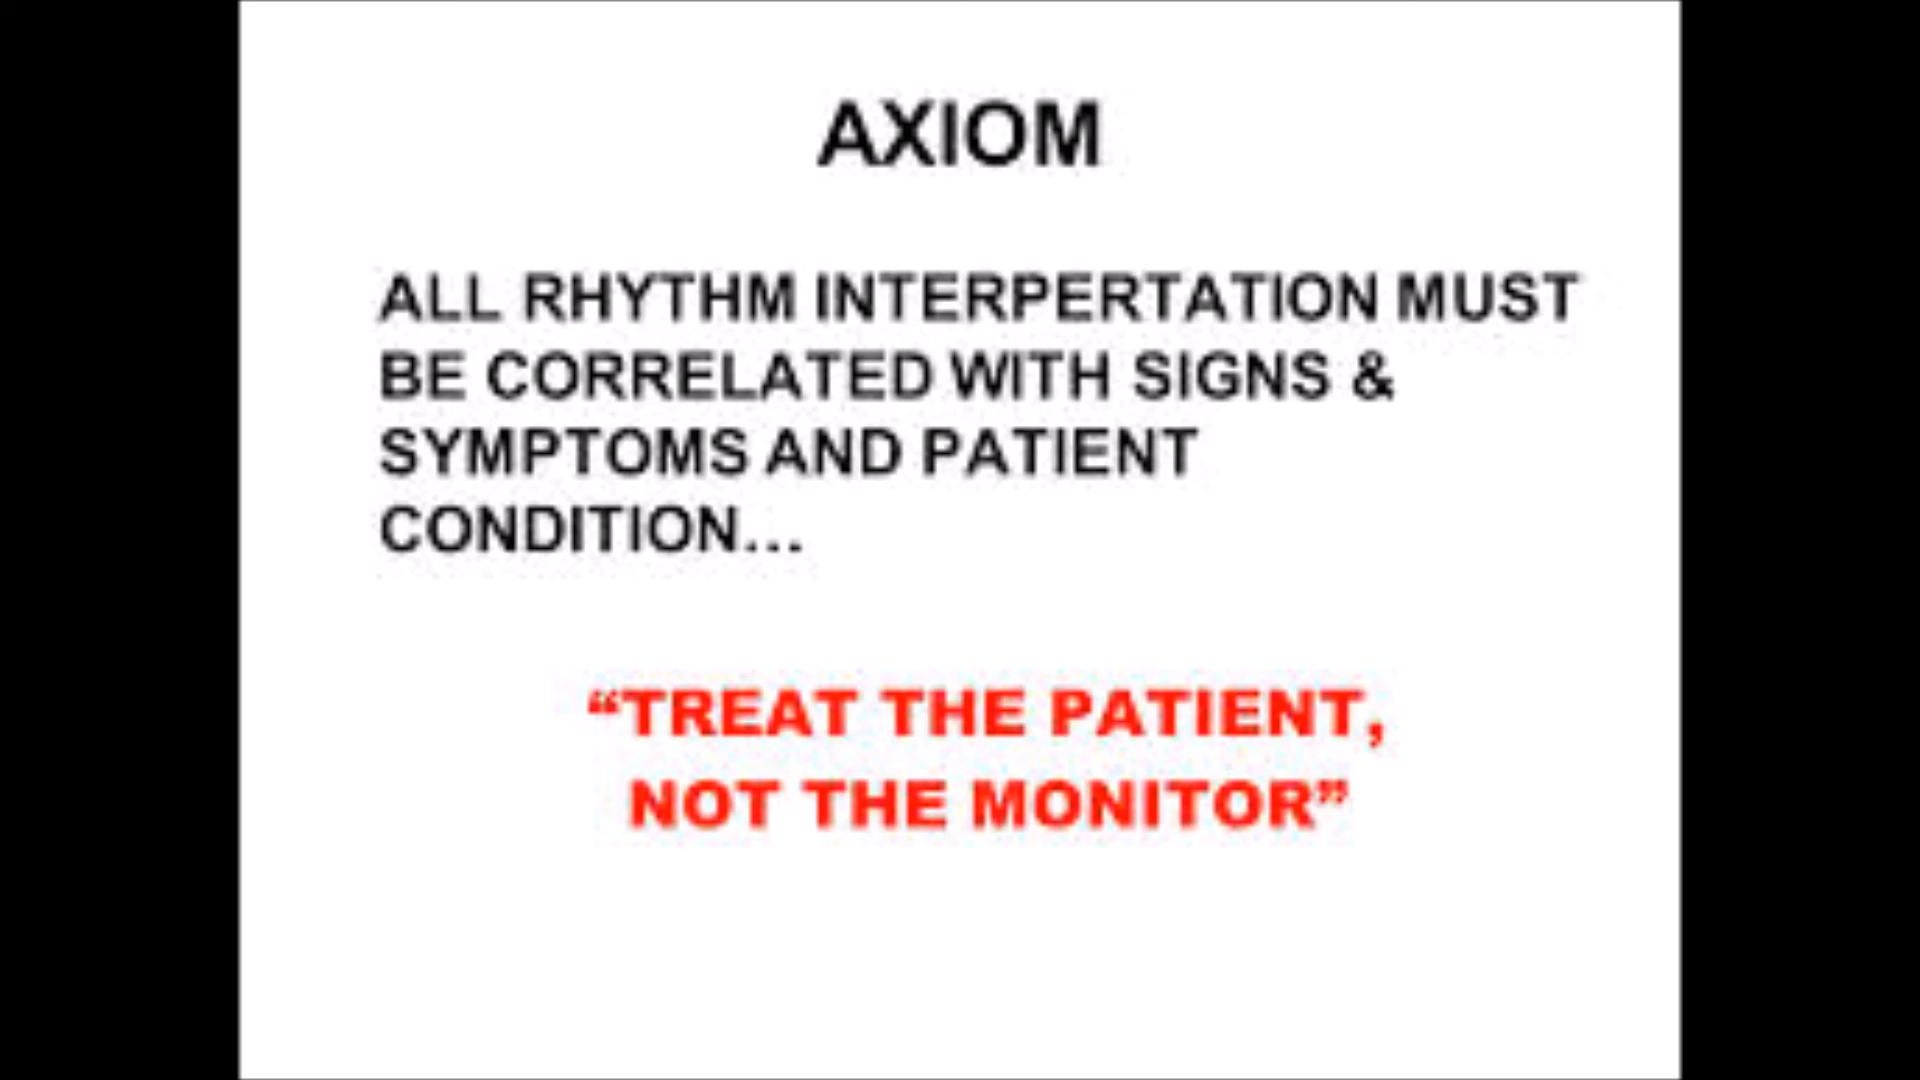 AXIOM
ALL RHYTHM INTERPERTATION MUST
BE CORRELATED WITH SIGNS &
SYMPTOMS AND PATIENT
CONDITION...
“TREAT THE PATIENT,
NOT THE MONITOR”